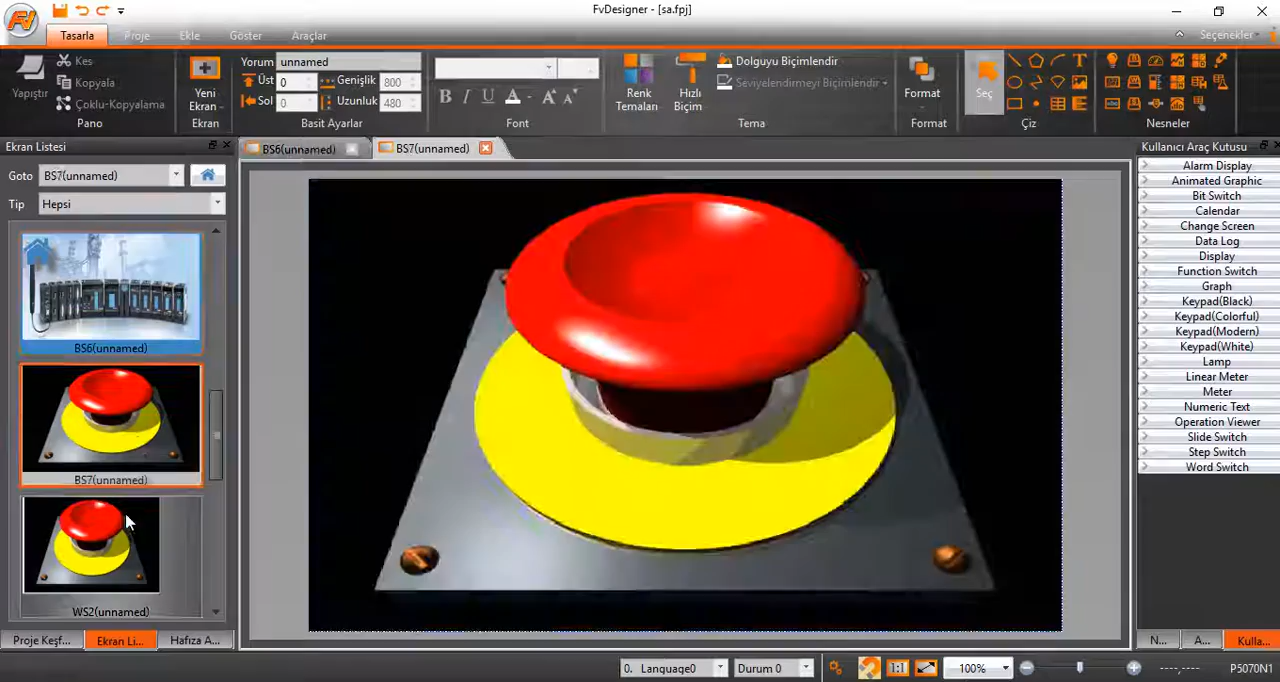 FvDesigner - [sa.fpj]
Tasarla Proje Ekle Göster Araçlar Seçenekler
Yapıştır
Kes
Kopyala
Çoklu-Kopyalama
Pano
Yeni
Ekran
Ekran
Yorum unnamed
Üst 0 Genişlik 800
Sol 0 Uzunluk 480
Basit Ayarlar
B I U A A A
Font
Renk
Temaları
Hızlı
Biçim
Dolguyu Biçimlendir
Seviyelendirmeyi Biçimlendir
Tema
Format
Format
Seç
Çiz
Nesneler
Ekran Listesi
BS6(unnamed) BS7(unnamed)
Kullanıcı Araç Kutusu
Goto BS7(unnamed)
Tip Hepsi
BS6(unnamed)
BS7(unnamed)
WS2(unnamed)
Alarm Display
Animated Graphic
Bit Switch
Calendar
Change Screen
Data Log
Display
Function Switch
Graph
Keypad(Black)
Keypad(Colorful)
Keypad(Modern)
Keypad(White)
Lamp
Linear Meter
Meter
Numeric Text
Operation Viewer
Slide Switch
Step Switch
Word Switch
Proje Keşf... Ekran Li... Hafıza A...
N... A... Kulla...
0. Language0 Durum 0 1:1 100% ----,---- P5070N1